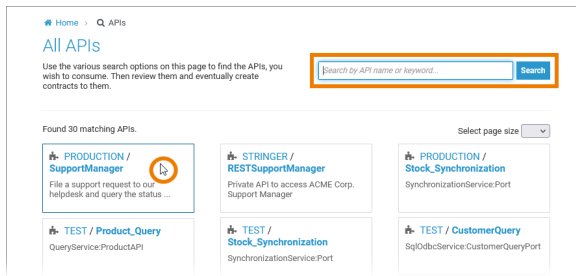 Home › APIs
All APIs
Use the various search options on this page to find the APIs, you
wish to consume. Then review them and eventually create
contracts to them.
Search by API name or keyword...
Search
Found 30 matching APIs.
Select page size
PRODUCTION /
SupportManager
File a support request to our
helpdesk and query the status ...
STRINGER /
RESTSupportManager
Private API to access ACME Corp.
Support Manager
PRODUCTION /
Stock_Synchronization
SynchronizationService:Port
TEST / Product_Query
QueryService:ProductAPI
TEST /
Stock_Synchronization
SynchronizationService:Port
TEST / CustomerQuery
SqlOdbcService:CustomerQueryPort